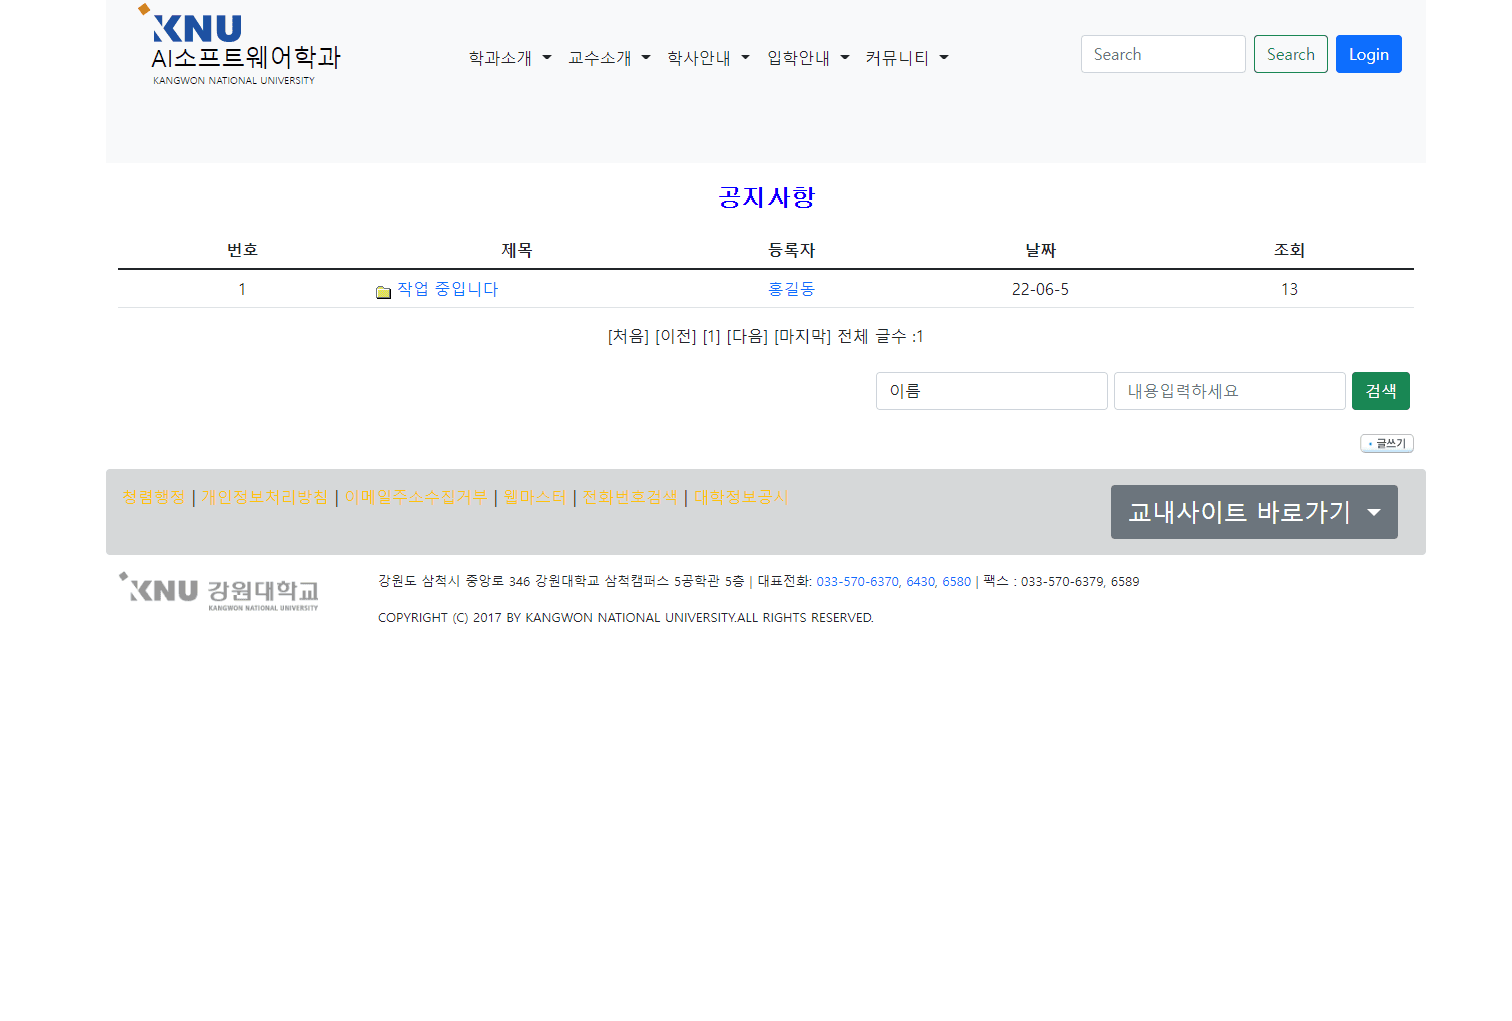 KNU
AI소프트웨어학과
KANGWON NATIONAL UNIVERSITY
학과소개 교수소개 학사안내 입학안내 커뮤니티
Search Search Login
공지사항
번호 제목 등록자 날짜 조회
1 작업 중입니다 홍길동 22-06-5 13
[처음] [이전] [1] [다음] [마지막] 전체 글수 :1
이름 내용입력하세요 검색
글쓰기
청렴행정 | 개인정보처리방침 | 이메일주소수집거부 | 웹마스터 | 전화번호검색 | 대학정보공시
교내사이트 바로가기
KNU 강원대학교
KANGWON NATIONAL UNIVERSITY
강원도 삼척시 중앙로 346 강원대학교 삼척캠퍼스 5공학관 5층 | 대표전화: 033-570-6370, 6430, 6580 | 팩스 : 033-570-6379, 6589
COPYRIGHT (C) 2017 BY KANGWON NATIONAL UNIVERSITY.ALL RIGHTS RESERVED.